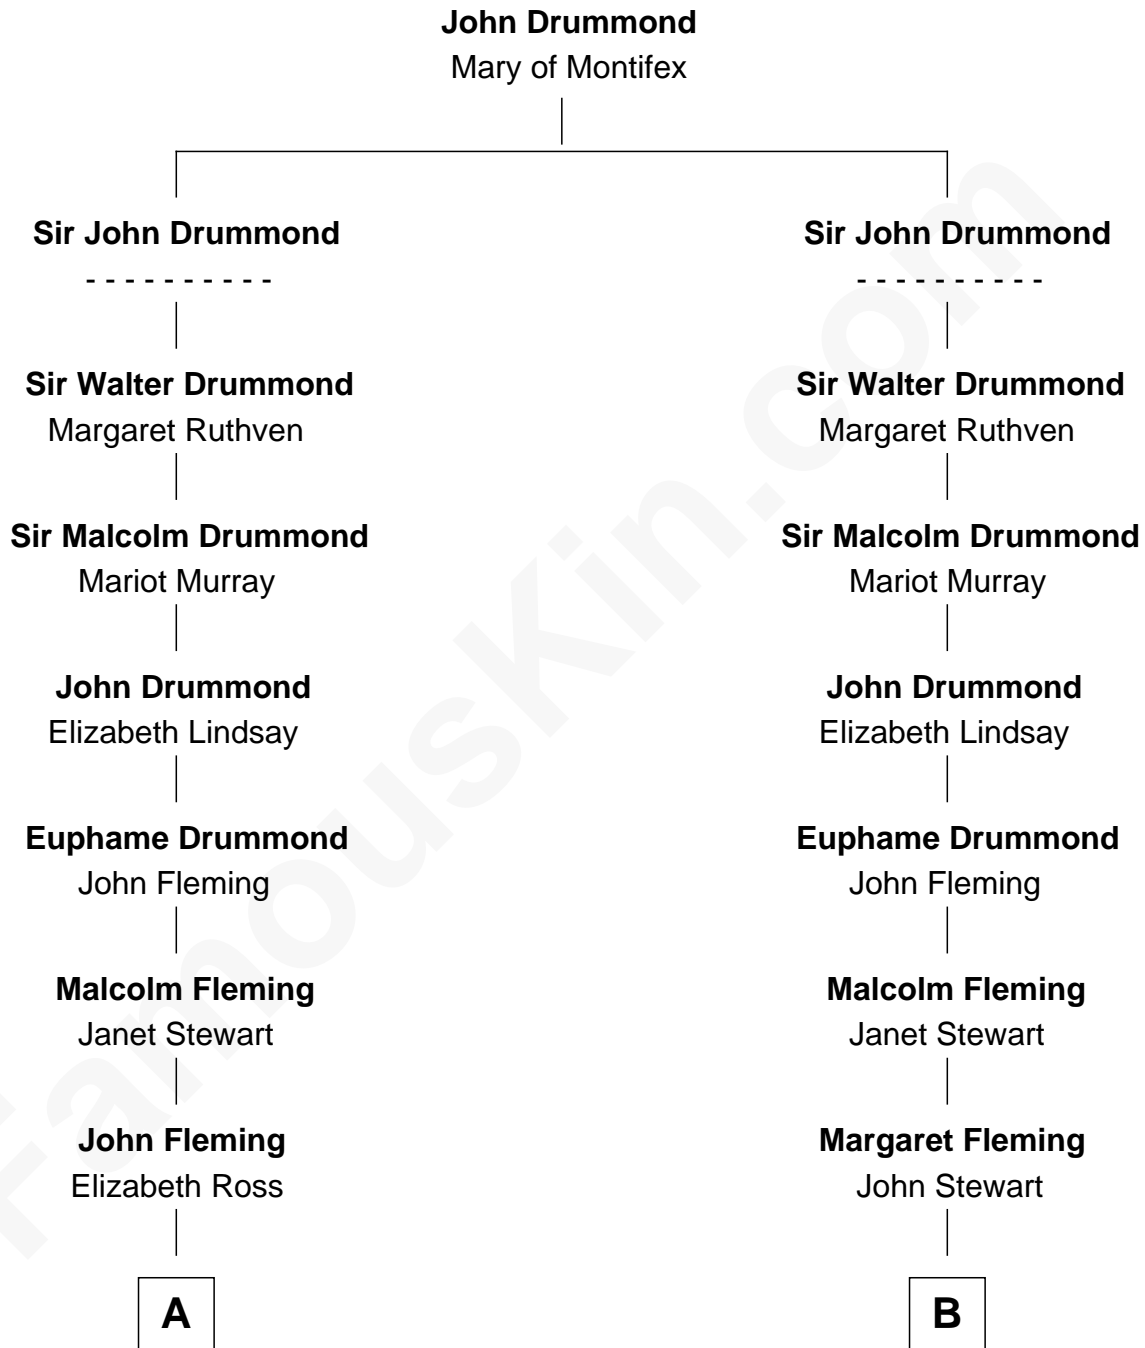 John Drummond
Mary of Montifex
Sir John Drummond
Sir John Drummond
- - - - - - - - - -
- - - - - - - - - -
Sir Walter Drummond
Sir Walter Drummond
Margaret Ruthven
Margaret Ruthven
Sir Malcolm Drummond
Sir Malcolm Drummond
Mariot Murray
Mariot Murray
John Drummond
John Drummond
Elizabeth Lindsay
Elizabeth Lindsay
Euphame Drummond
Euphame Drummond
John Fleming
John Fleming
Malcolm Fleming
Malcolm Fleming
Janet Stewart
Janet Stewart
John Fleming
Margaret Fleming
Elizabeth Ross
John Stewart
A
B
FamousKin.com